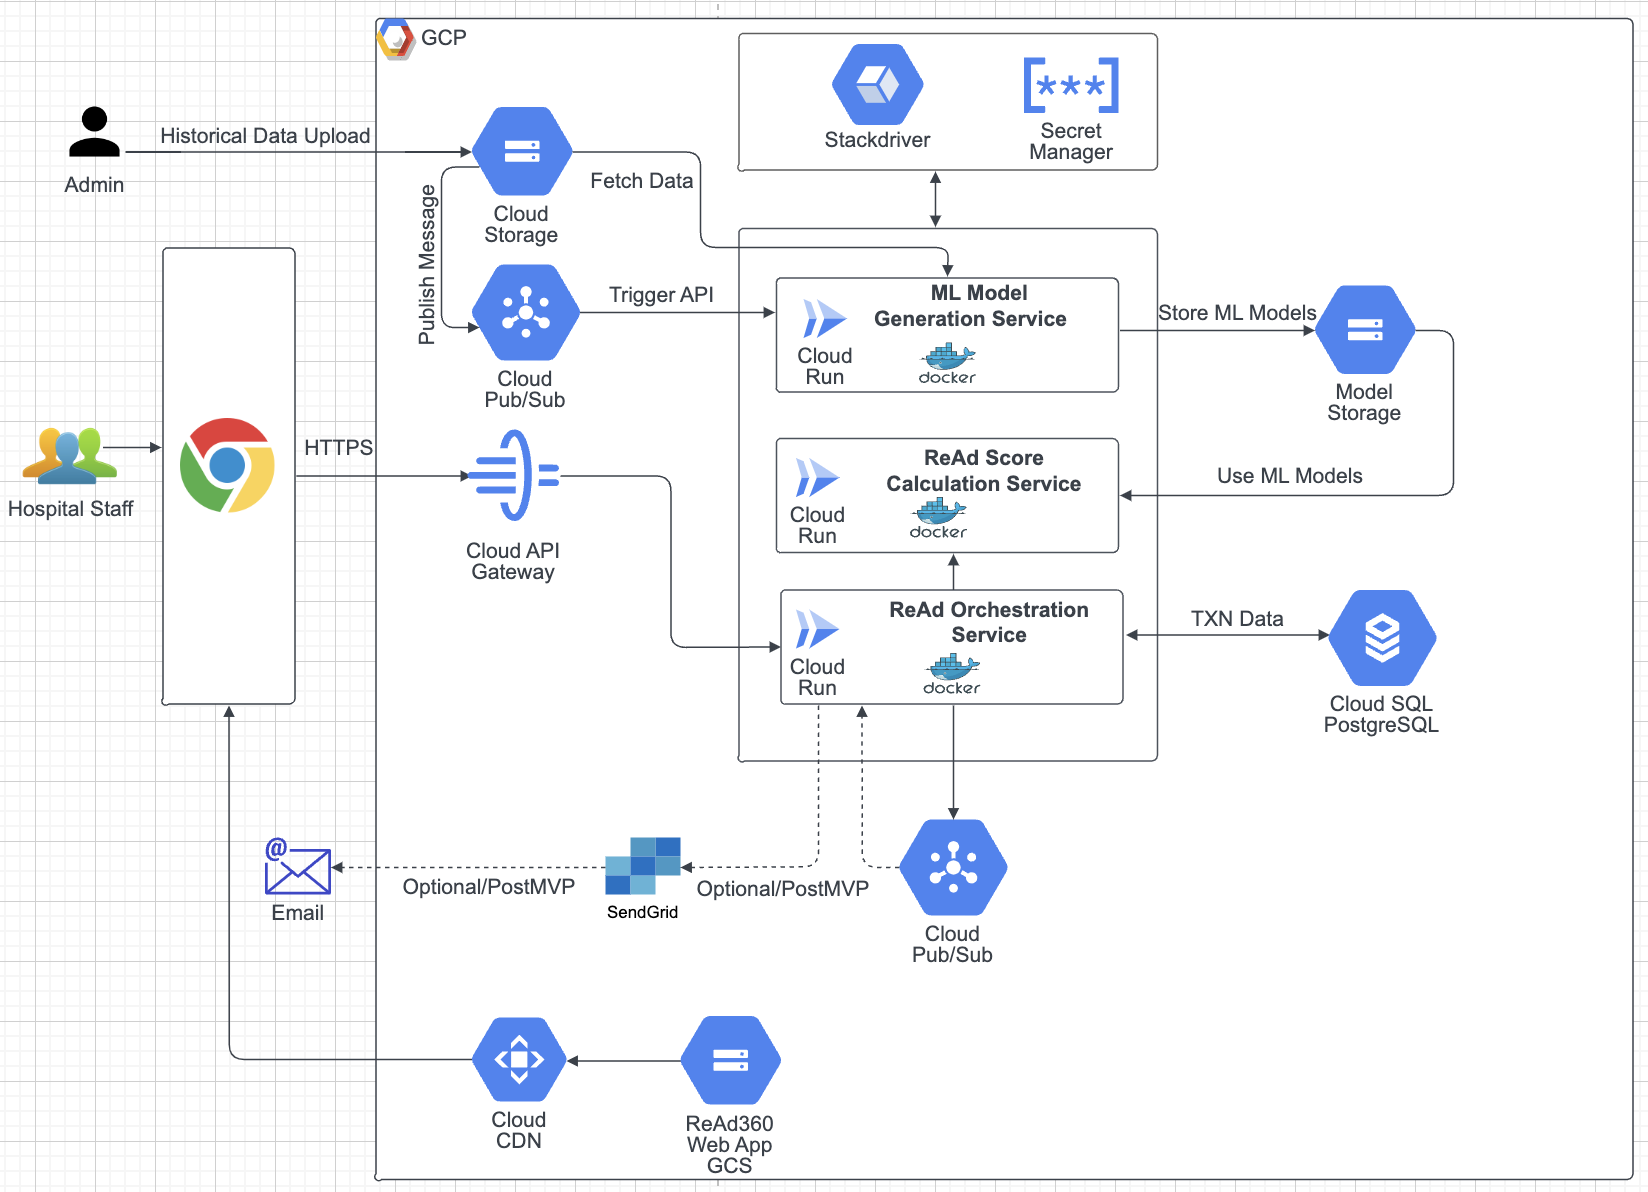 GCP
Stackdriver
[***]
Secret
Manager
Historical Data Upload
Admin
Cloud
Storage
Fetch Data
Publish Message
Cloud
Pub/Sub
Trigger API
ML Model
Generation Service
Cloud
Run
docker
Store ML Models
Model
Storage
Use ML Models
Hospital Staff
HTTPS
Cloud API
Gateway
ReAd Score
Calculation Service
Cloud
Run
docker
ReAd Orchestration
Service
Cloud
Run
docker
TXN Data
Cloud SQL
PostgreSQL
@
Email
Optional/PostMVP
SendGrid
Optional/PostMVP
Cloud
Pub/Sub
Cloud
CDN
ReAd360
Web App
GCS